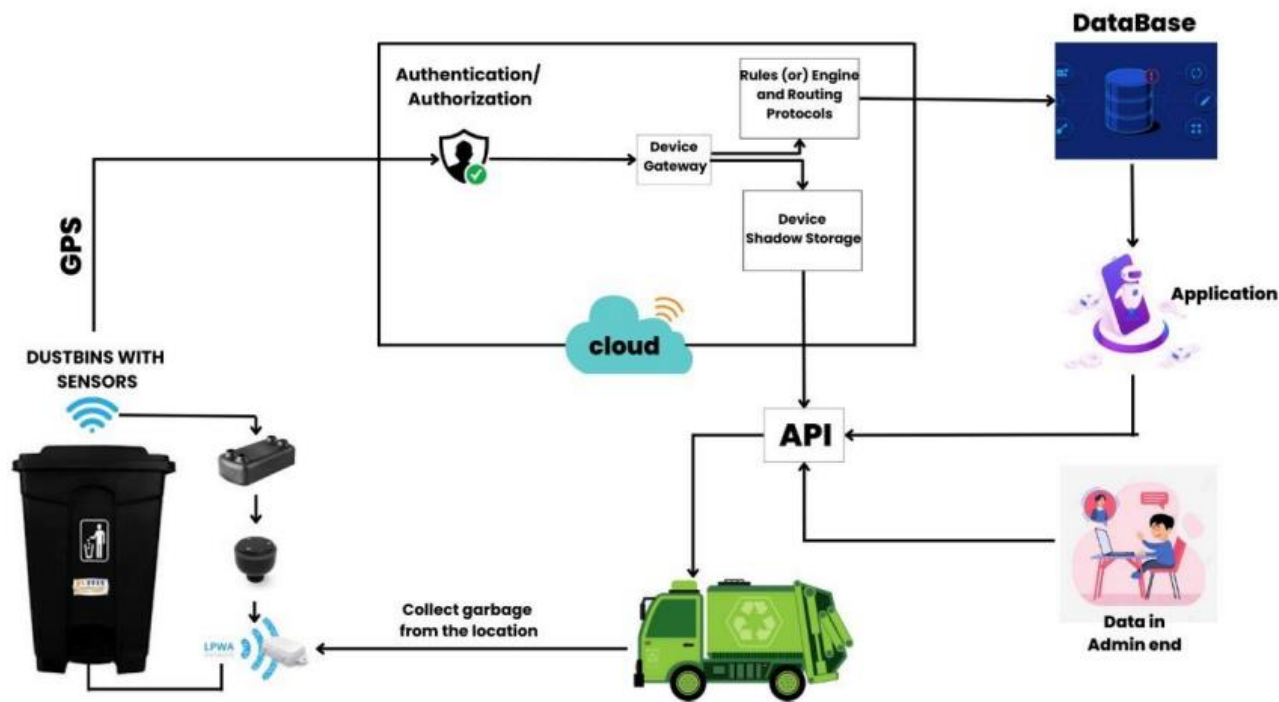 DataBase
Authentication/
Authorization
Rules (or) Engine
and Routing
Protocols
Device
Gateway
Device
Shadow Storage
GPS
Application
cloud
DUSTBINS WITH
SENSORS
API
Collect garbage
from the location
LPWA
Data in
Admin end